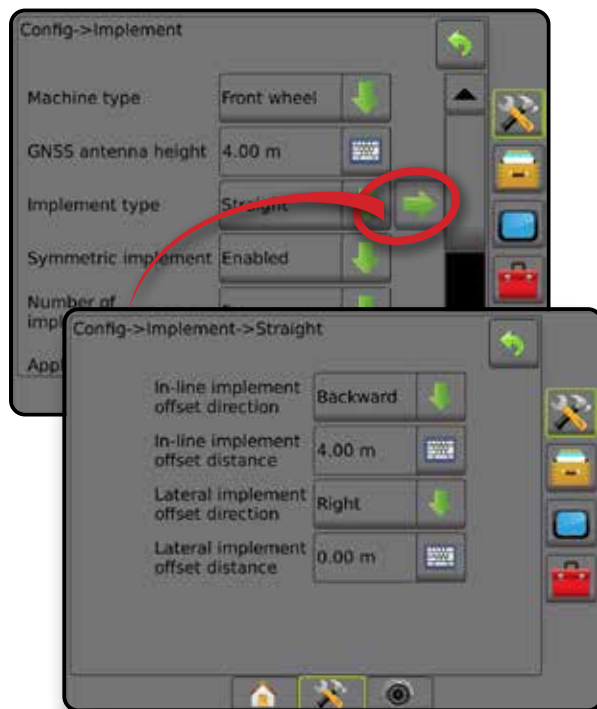 Config->Implement
Machine type
Front wheel
GNSS antenna height
4.00 m
Implement type
Straight
Symmetric implement
Enabled
Number of
Config->Implement->Straight
In-line implement
offset direction
Backward
In-line implement
offset distance
4.00 m
Lateral implement
offset direction
Right
Lateral implement
offset distance
0.00 m